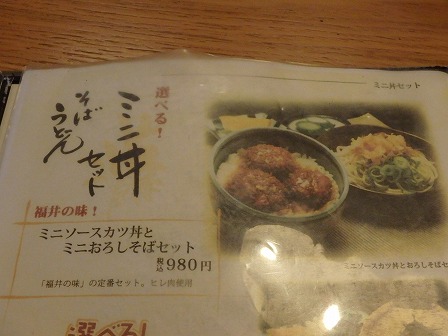 ミニ丼セット
選べる!
ミニ丼
セット
そば
うどん
福井の味!
ミニソースカツ丼と
ミニおろしそばセット
税込980円
「福井の味」の定番セット。ヒレ肉使用
ミニソースカツ丼とおろしそばセ
選べる!